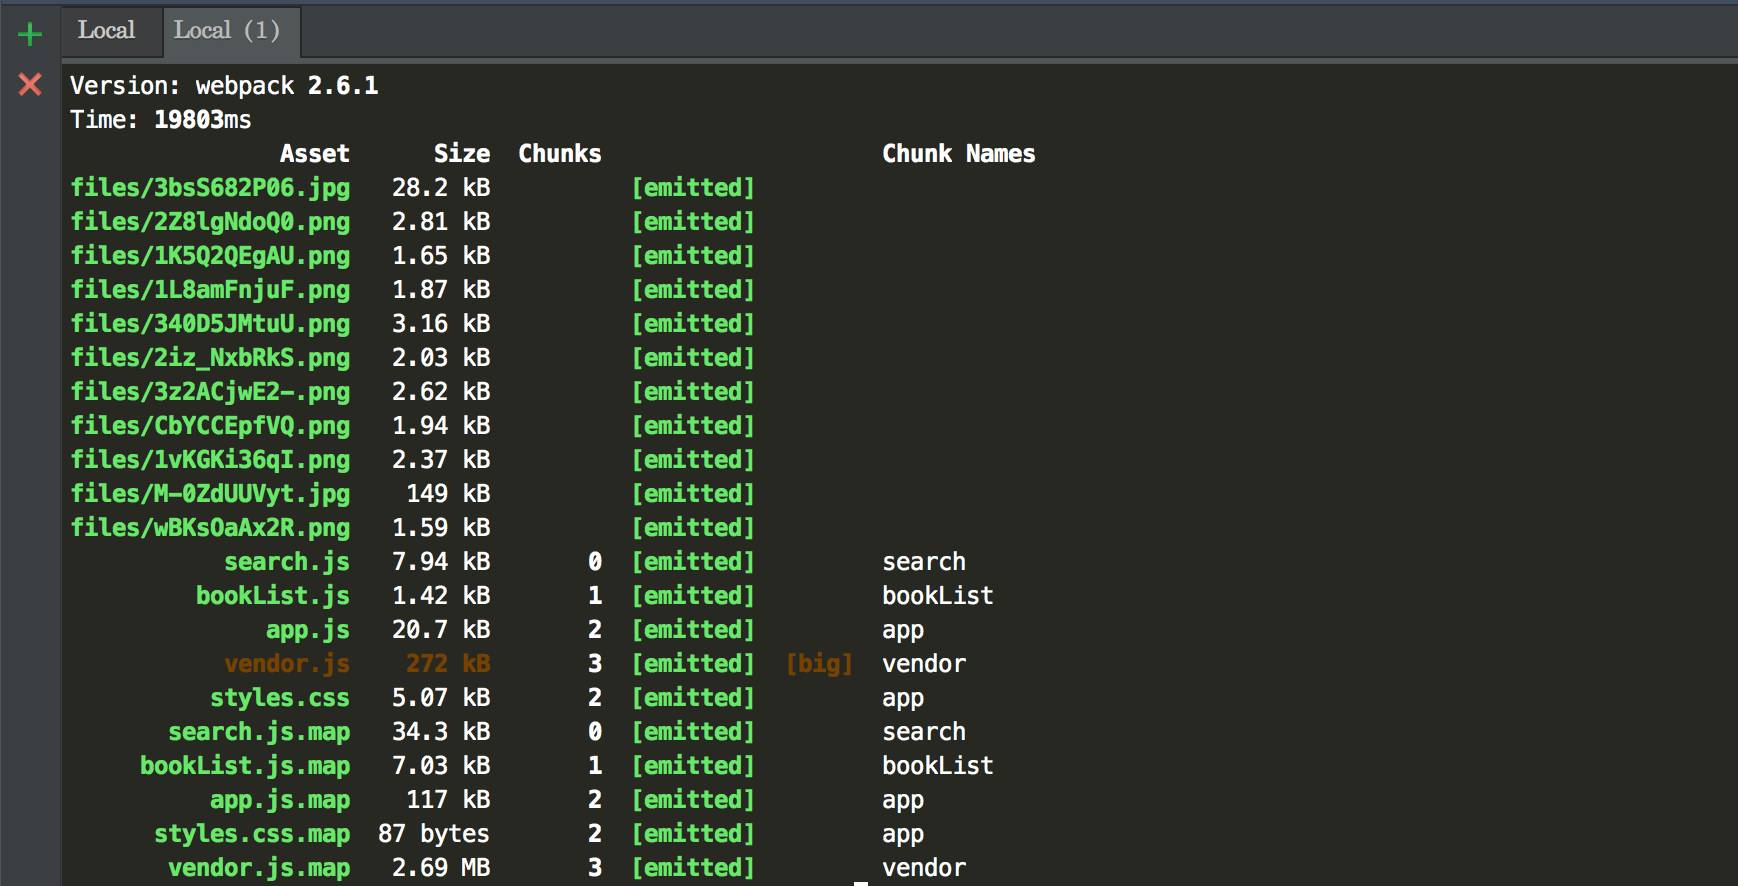 Local Local (1)
Version: webpack 2.6.1
Time: 19803ms
Asset Size Chunks Chunk Names
files/3bsS682P06.jpg 28.2 kB [emitted]
files/2Z8lgNdoQ0.png 2.81 kB [emitted]
files/1K5Q2QEgAU.png 1.65 kB [emitted]
files/1L8amFnjuF.png 1.87 kB [emitted]
files/340D5JMtuU.png 3.16 kB [emitted]
files/2iz_NxbRkS.png 2.03 kB [emitted]
files/3z2ACjwE2-.png 2.62 kB [emitted]
files/CbYCCEpfVQ.png 1.94 kB [emitted]
files/1vKGKi36qI.png 2.37 kB [emitted]
files/M-0ZdUUVyt.jpg 149 kB [emitted]
files/wBKsOaAx2R.png 1.59 kB [emitted]
search.js 7.94 kB 0 [emitted] search
bookList.js 1.42 kB 1 [emitted] bookList
app.js 20.7 kB 2 [emitted] app
vendor.js 272 kB 3 [emitted] [big] vendor
styles.css 5.07 kB 2 [emitted] app
search.js.map 34.3 kB 0 [emitted] search
bookList.js.map 7.03 kB 1 [emitted] bookList
app.js.map 117 kB 2 [emitted] app
styles.css.map 87 bytes 2 [emitted] app
vendor.js.map 2.69 MB 3 [emitted] vendor